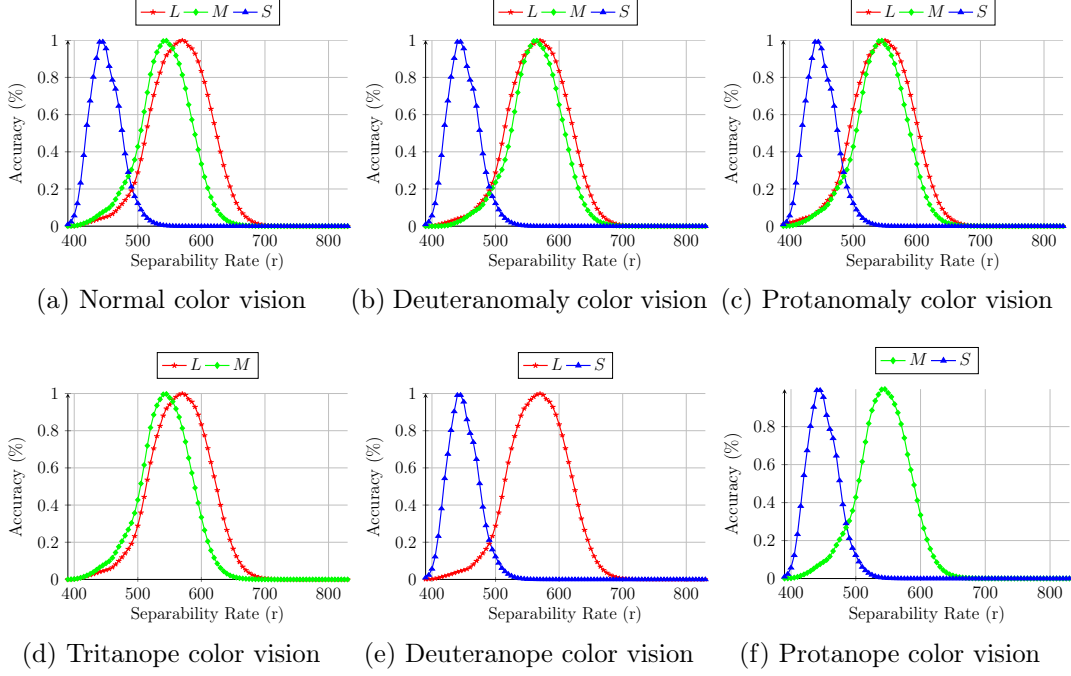 L M S
L M S
L M S
1
0.8
0.6
0.4
0.2
0
400 500 600 700 800
Accuracy (%)
Separability Rate (r)
1
0.8
0.6
0.4
0.2
0
400 500 600 700 800
Accuracy (%)
Separability Rate (r)
1
0.8
0.6
0.4
0.2
0
400 500 600 700 800
Accuracy (%)
Separability Rate (r)
(a) Normal color vision
(b) Deuteranomaly color vision
(c) Protanomaly color vision
L M
L S
M S
1
0.8
0.6
0.4
0.2
0
400 500 600 700 800
Accuracy (%)
Separability Rate (r)
1
0.8
0.6
0.4
0.2
0
400 500 600 700 800
Accuracy (%)
Separability Rate (r)
1
0.8
0.6
0.4
0.2
0
400 500 600 700 800
Accuracy (%)
Separability Rate (r)
(d) Tritanope color vision
(e) Deuteranope color vision
(f) Protanope color vision